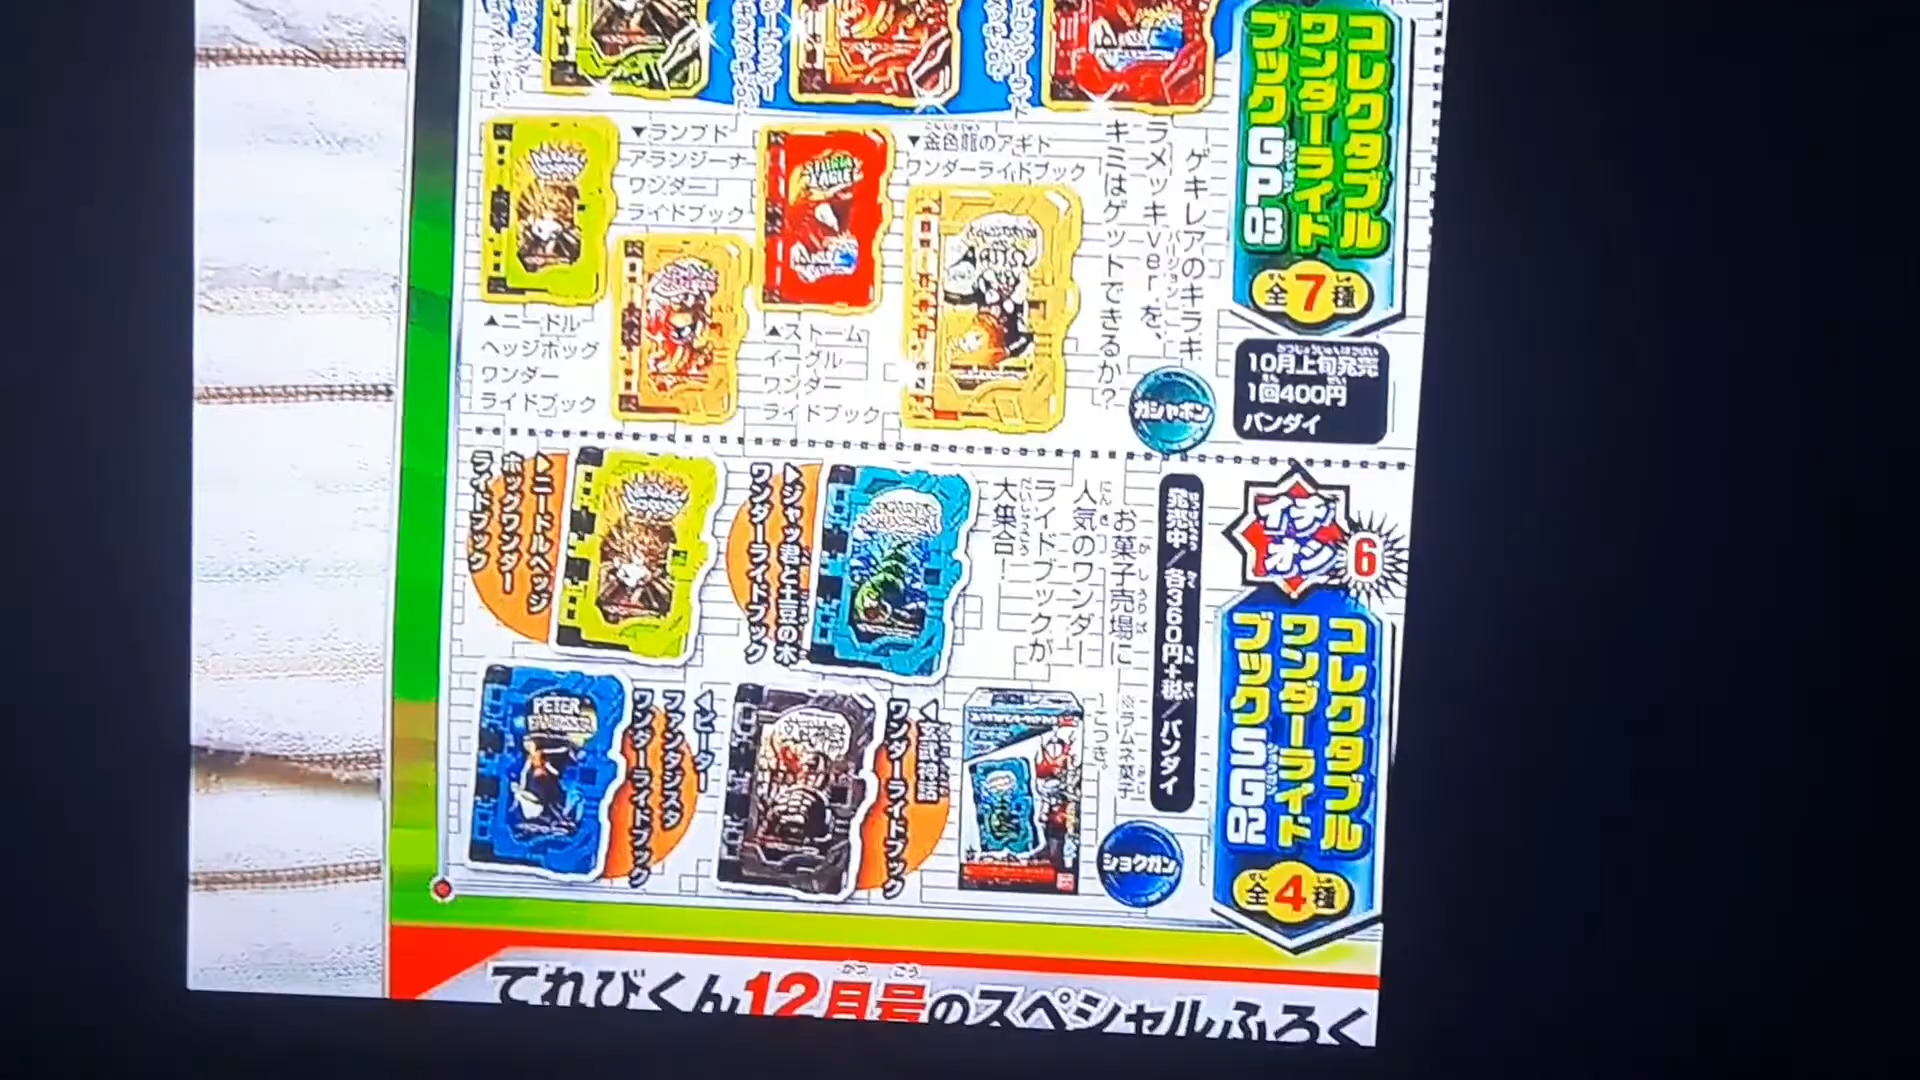 コレクタブル
ワンダーライド
ブックGP03
全7種
10月上旬発売
1回400円
バンダイ
ゲキレアのキラキ
ラメッキver.を、
キミはゲットできるか?
ガシャポン
▼ランプド
アランジーナ
ワンダー
ライドブック
▼金色龍のアギト
ワンダーライドブック
▲ニードル
ヘッジホッグ
ワンダー
ライドブック
▲ストーム
イーグル
ワンダー
ライドブック
イチ
オシ
6
コレクタブル
ワンダーライド
ブックSG02
全4種
発売中/各360円+税/バンダイ
お菓子売場に
人気のワンダー
ライドブックが
大集合!
※ラムネ菓子
1こつき。
ショクガン
▶ジャッ君と土豆の木
ワンダーライドブック
▶ニードルヘッジ
ホッグワンダー
ライドブック
◀玄武神話
ワンダーライドブック
◀ピーター
ファンタジスタ
ワンダーライドブック
PETER
てれびくん12月号のスペシャルふろく